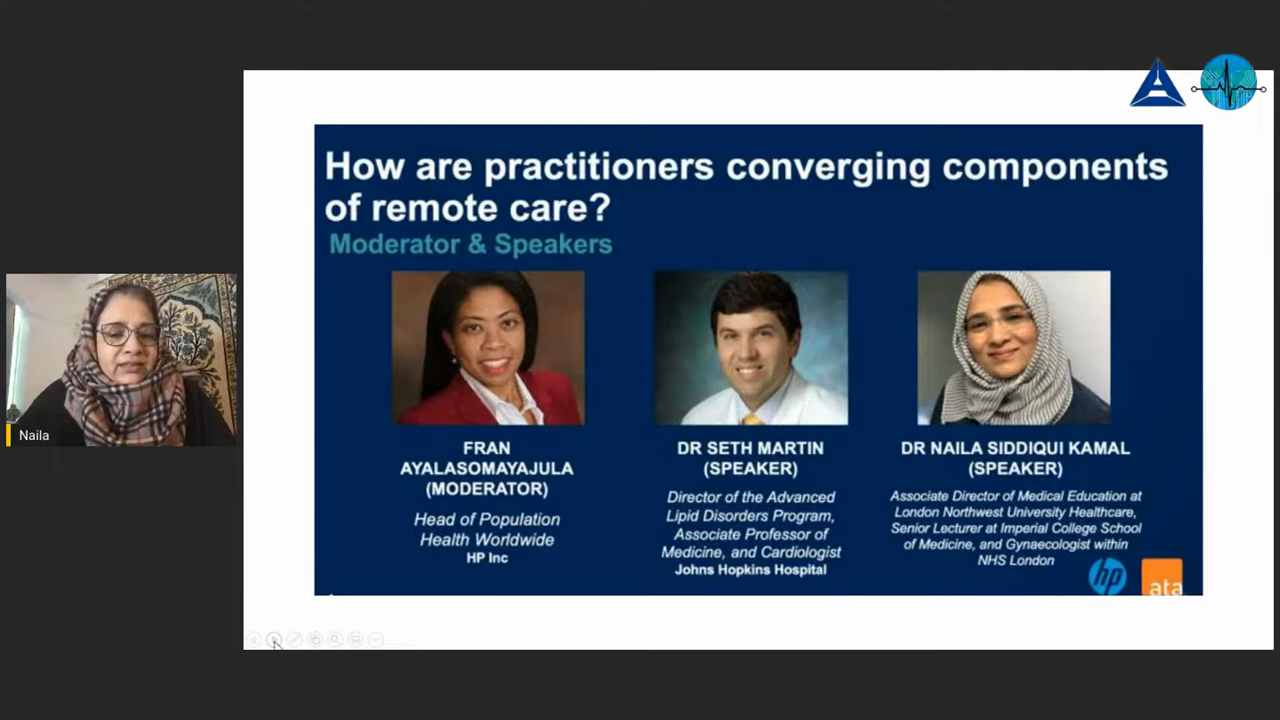 How are practitioners converging components
of remote care?
Moderator & Speakers
FRAN
AYALASOMAYAJULA
(MODERATOR)
Head of Population
Health Worldwide
HP Inc
DR SETH MARTIN
(SPEAKER)
Director of the Advanced
Lipid Disorders Program,
Associate Professor of
Medicine, and Cardiologist
Johns Hopkins Hospital
DR NAILA SIDDIQUI KAMAL
(SPEAKER)
Associate Director of Medical Education at
London Northwest University Healthcare,
Senior Lecturer at Imperial College School
of Medicine, and Gynaecologist within
NHS London
hp
ata
Naila